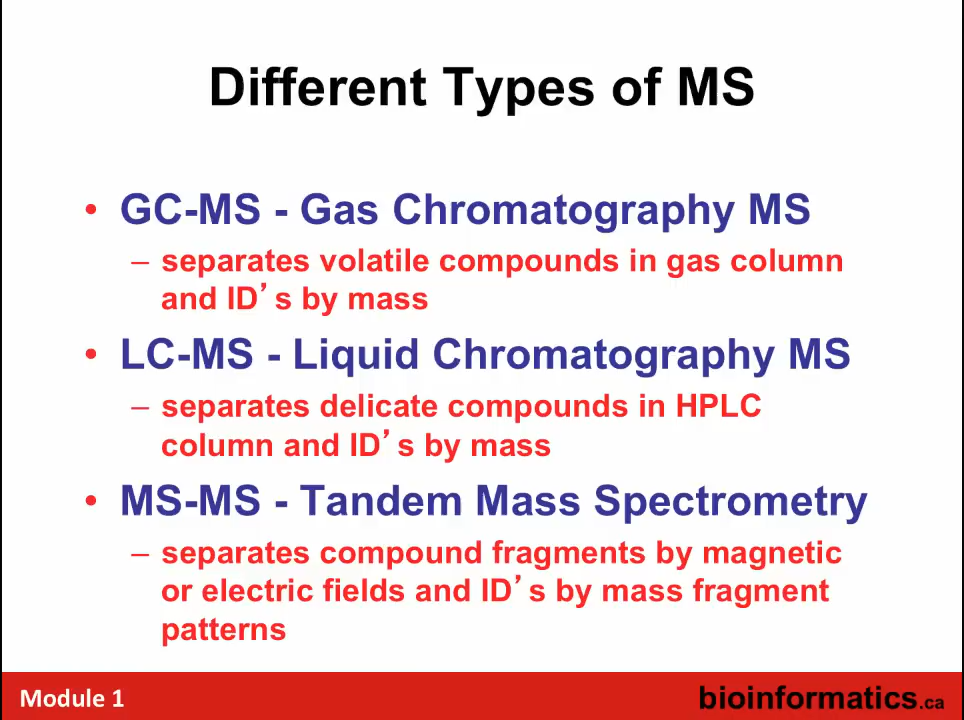 Different Types of MS
• GC-MS - Gas Chromatography MS
– separates volatile compounds in gas column
and ID’s by mass
• LC-MS - Liquid Chromatography MS
– separates delicate compounds in HPLC
column and ID’s by mass
• MS-MS - Tandem Mass Spectrometry
– separates compound fragments by magnetic
or electric fields and ID’s by mass fragment
patterns
Module 1
bioinformatics.ca